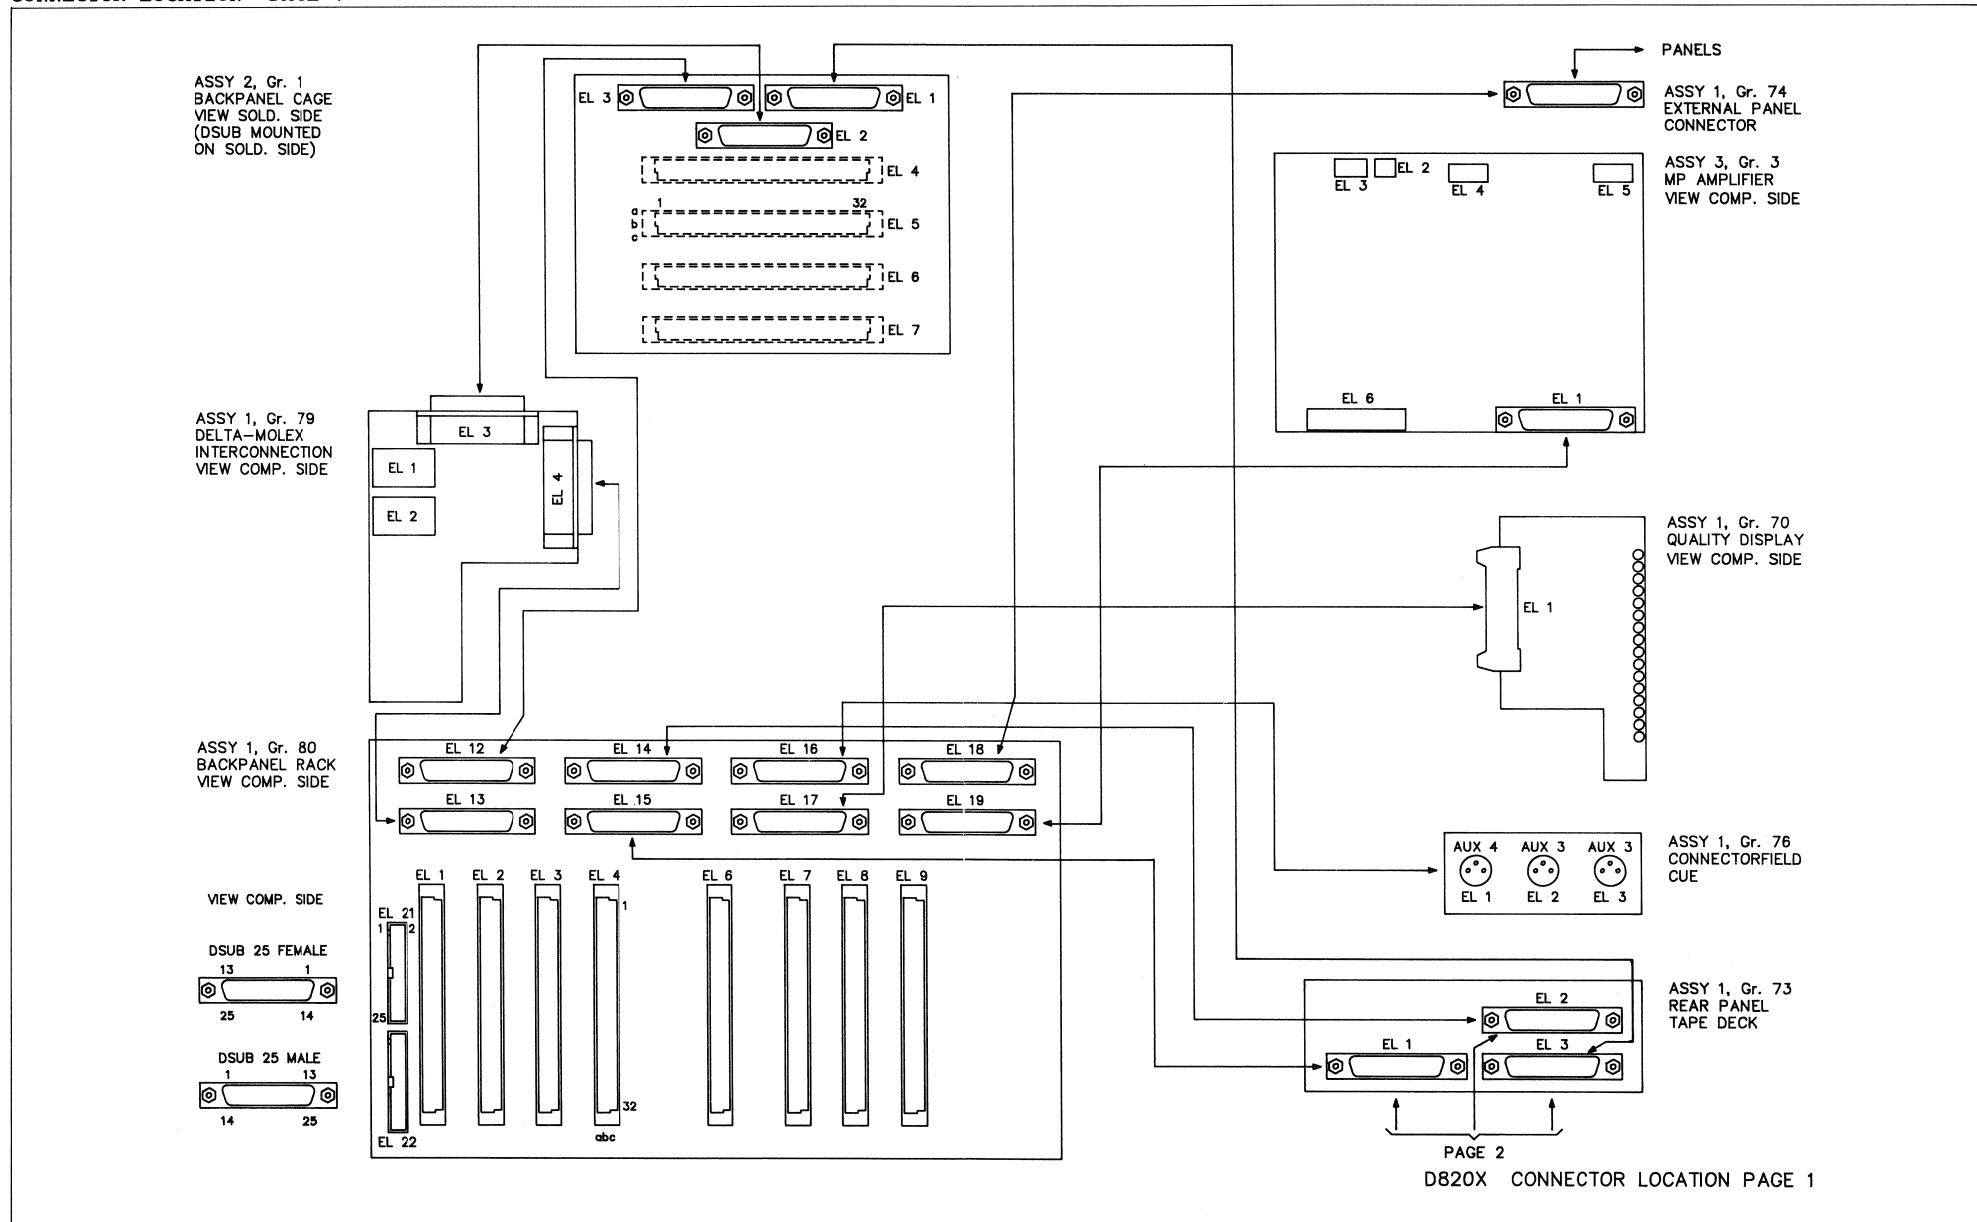 ASSY 2, Gr. 1
BACKPANEL CAGE
VIEW SOLD. SIDE
(DSUB MOUNTED
ON SOLD. SIDE)
EL 3
EL 1
EL 2
EL 4
1
32
a
b
c
EL 5
EL 6
EL 7
PANELS
ASSY 1, Gr. 74
EXTERNAL PANEL
CONNECTOR
ASSY 3, Gr. 3
MP AMPLIFIER
VIEW COMP. SIDE
EL 3
EL 2
EL 4
EL 5
EL 6
EL 1
ASSY 1, Gr. 79
DELTA-MOLEX
INTERCONNECTION
VIEW COMP. SIDE
EL 3
EL 1
EL 4
EL 2
ASSY 1, Gr. 70
QUALITY DISPLAY
VIEW COMP. SIDE
EL 1
ASSY 1, Gr. 80
BACKPANEL RACK
VIEW COMP. SIDE
EL 12
EL 14
EL 16
EL 18
EL 13
EL 15
EL 17
EL 19
EL 1
EL 2
EL 3
EL 4
EL 6
EL 7
EL 8
EL 9
1
32
abc
EL 21
1
2
25
EL 22
VIEW COMP. SIDE
DSUB 25 FEMALE
13
1
25
14
DSUB 25 MALE
1
13
14
25
ASSY 1, Gr. 76
CONNECTORFIELD
CUE
AUX 4
AUX 3
AUX 3
EL 1
EL 2
EL 3
ASSY 1, Gr. 73
REAR PANEL
TAPE DECK
EL 2
EL 1
EL 3
PAGE 2
D820X CONNECTOR LOCATION PAGE 1